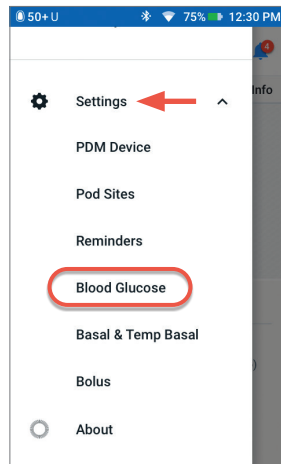 50+ U 75% 12:30 PM
4
Info
Settings
PDM Device
Pod Sites
Reminders
Blood Glucose
Basal & Temp Basal
)
Bolus
About